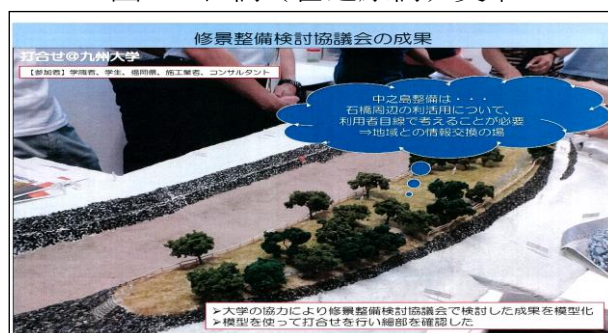 修景整備検討協議会の成果
打合せ@九州大学
【参加者】学識者、学生、福岡県、施工業者、コンサルタント
中之島整備は・・・
石橋周辺の利活用について、
利用者目線で考えることが必要
⇒地域との情報交換の場
➢大学の協力により修景整備検討協議会で検討した成果を模型化
➢模型を使って打合せを行い細部を確認した